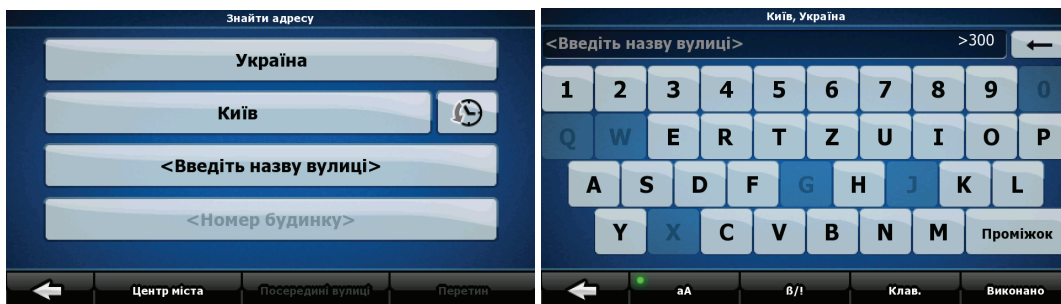 Знайти адресу
Україна
Київ
<Введіть назву вулиці>
<Номер будинку>
Центр міста Посередині вулиці Перетин
Київ, Україна
<Введіть назву вулиці> >300
1 2 3 4 5 6 7 8 9 0
Q W E R T Z U I O P
A S D F G H J K L
Y X C V B N M Проміжок
aA ß/! Клав. Виконано